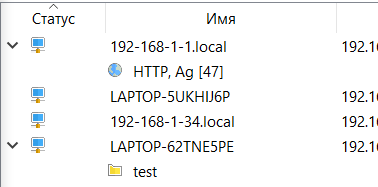 Статус Имя
192-168-1-1.local 192.16
HTTP, Ag [47]
LAPTOP-5UKHIJ6P 192.16
192-168-1-34.local 192.16
LAPTOP-62TNE5PE 192.16
test